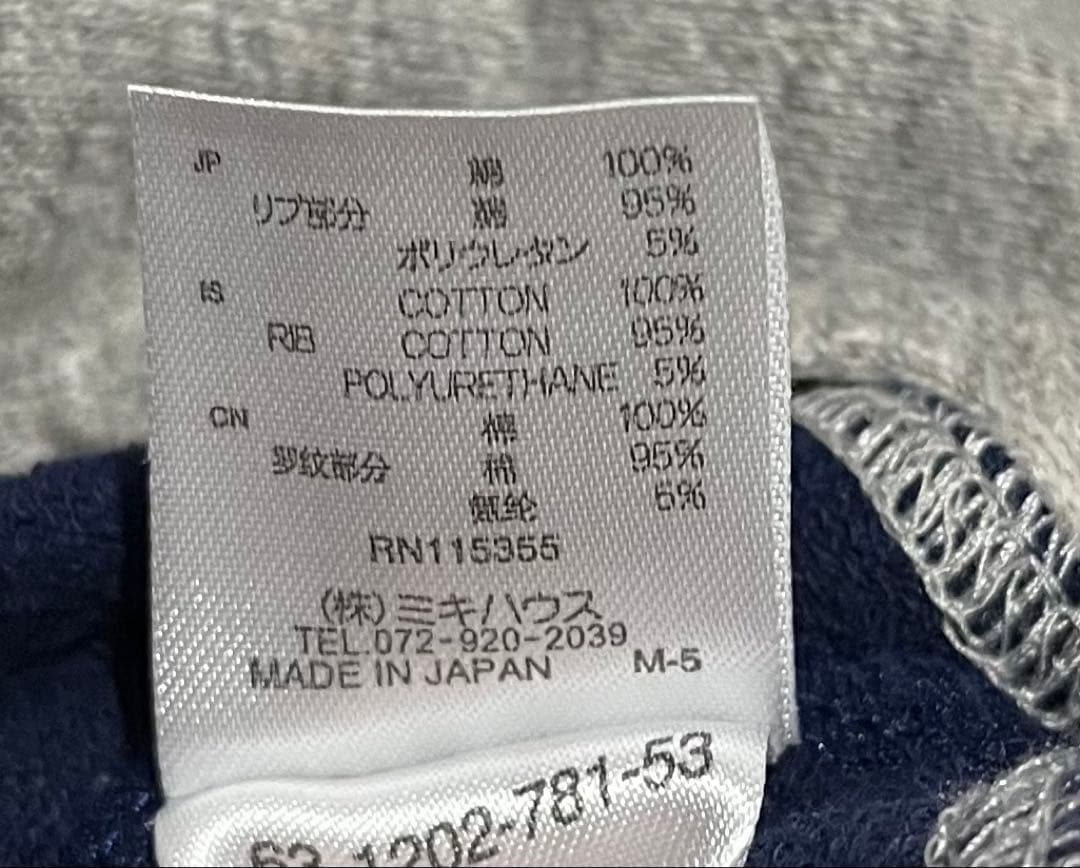 JP 綿 100%
リブ部分 綿 95%
ポリウレタン 5%
IS COTTON 100%
RIB COTTON 95%
POLYURETHANE 5%
CN 棉 100%
罗纹部分 棉 95%
氨纶 5%
RN115355
(株)ミキハウス
TEL.072-920-2039
MADE IN JAPAN M-5
63-1202-781-53